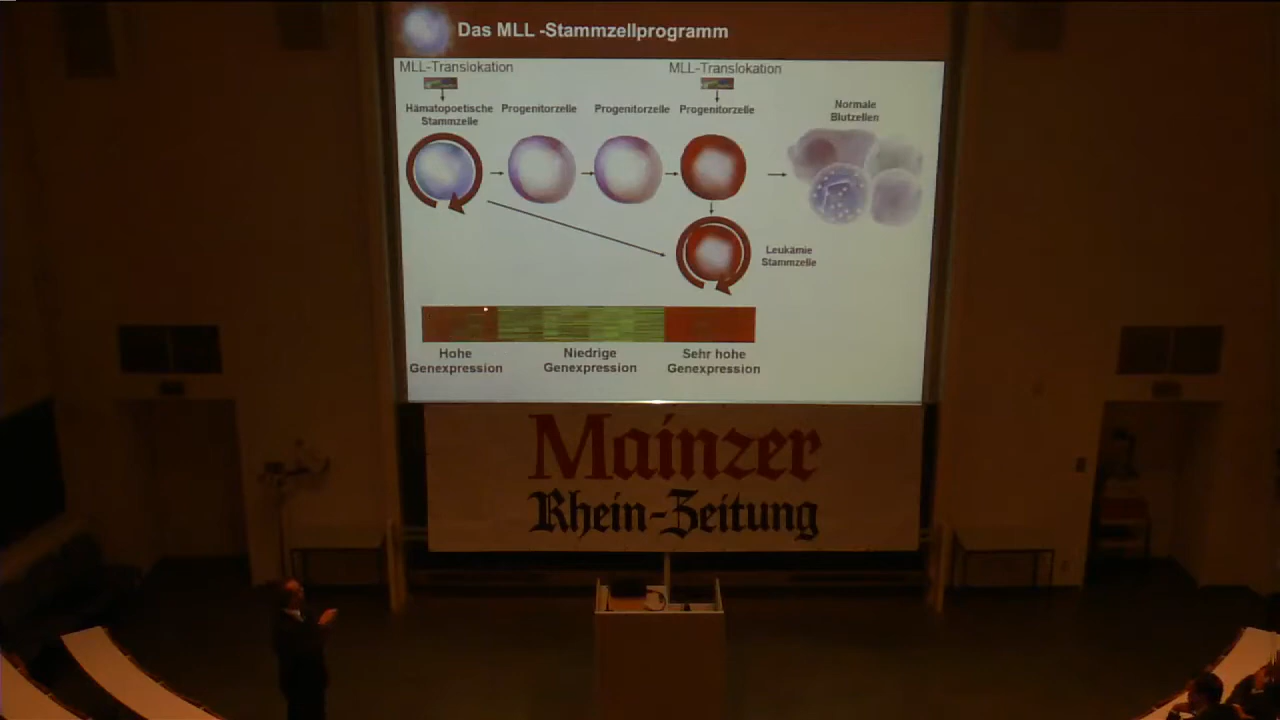 Das MLL -Stammzellprogramm
MLL-Translokation
MLL-Translokation
Hämatopoetische
Stammzelle
Progenitorzelle
Progenitorzelle
Progenitorzelle
Normale
Blutzellen
Leukämie
Stammzelle
Hohe
Genexpression
Niedrige
Genexpression
Sehr hohe
Genexpression
Mainzer
Rhein-Zeitung